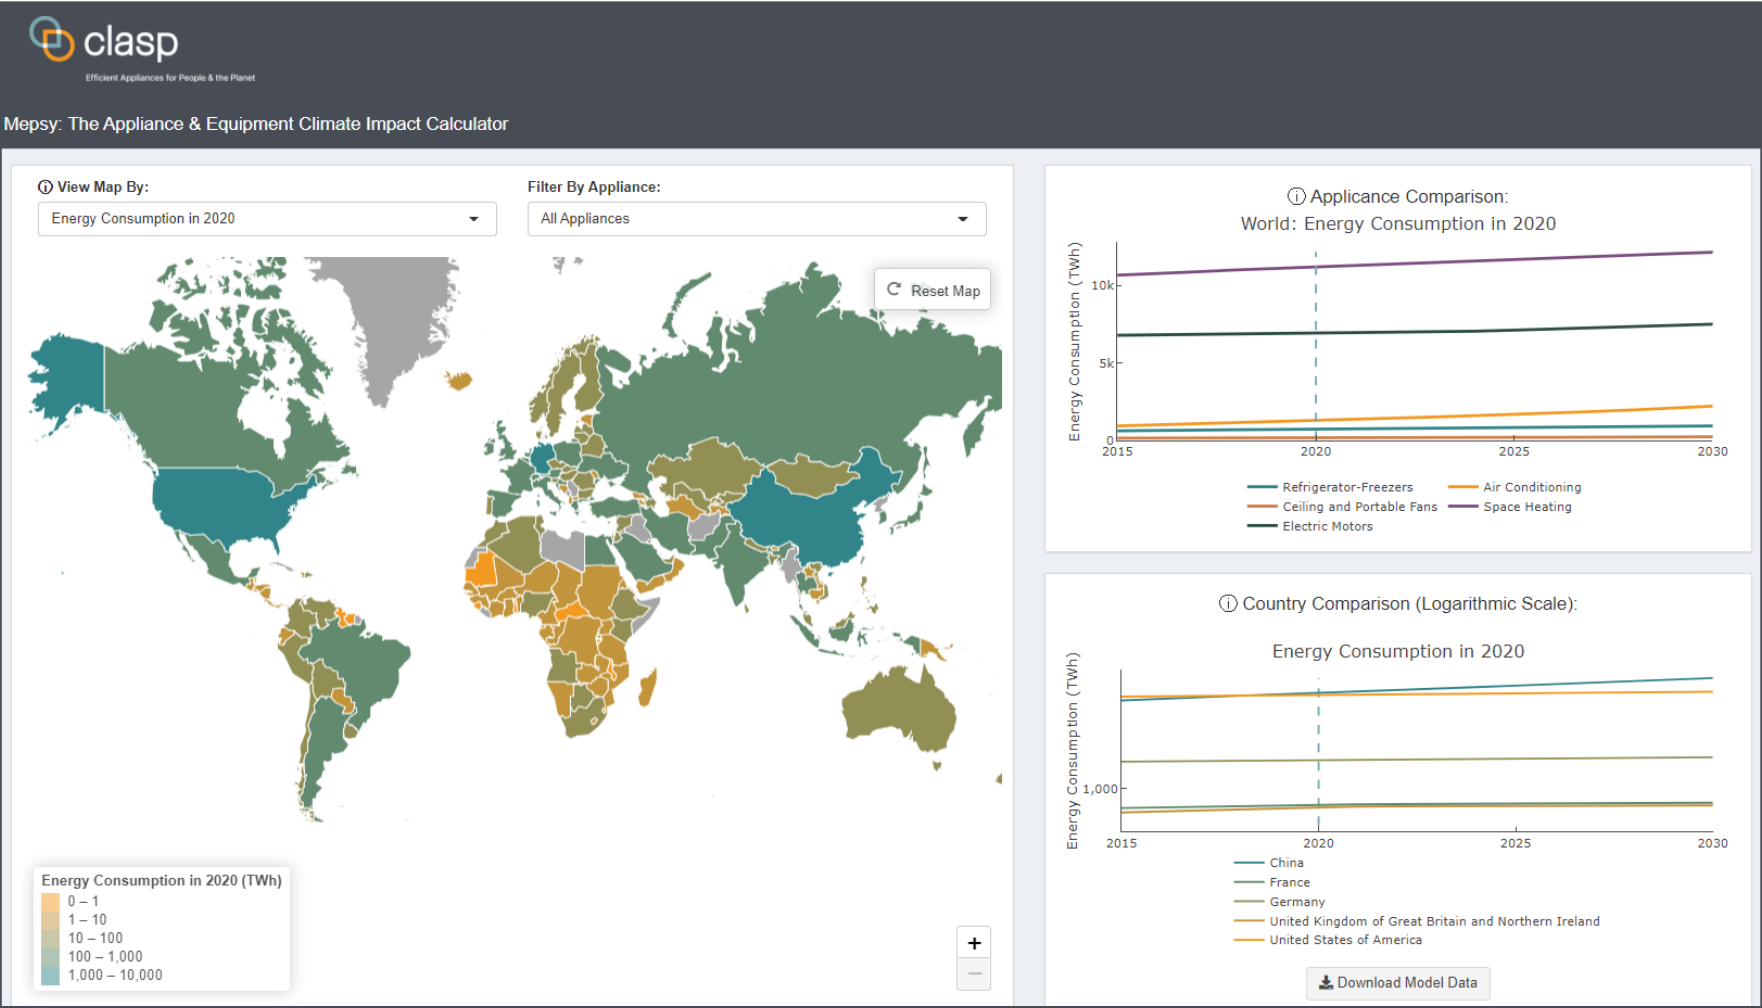 clasp
Efficient Appliances for People & the Planet
Mepsy: The Appliance & Equipment Climate Impact Calculator
View Map By:
Energy Consumption in 2020
Filter By Appliance:
All Appliances
Reset Map
Energy Consumption in 2020 (TWh)
0 – 1
1 – 10
10 – 100
100 – 1,000
1,000 – 10,000
+
−
Applicance Comparison:
World: Energy Consumption in 2020
Energy Consumption (TWh)
10k
5k
0
2015 2020 2025 2030
Refrigerator-Freezers Air Conditioning
Ceiling and Portable Fans Space Heating
Electric Motors
Country Comparison (Logarithmic Scale):
Energy Consumption in 2020
Energy Consumption (TWh)
1,000
2015 2020 2025 2030
China
France
Germany
United Kingdom of Great Britain and Northern Ireland
United States of America
Download Model Data